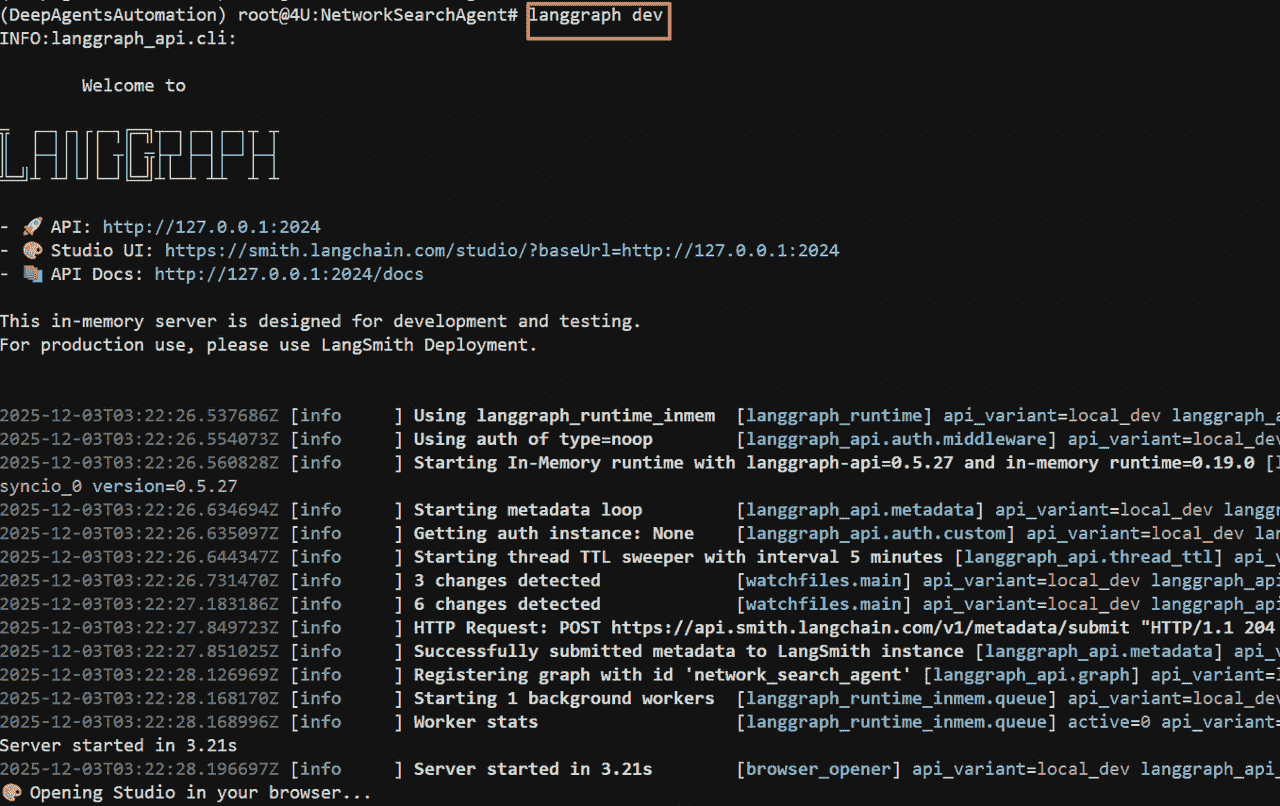 (DeepAgentsAutomation) root@4U:NetworkSearchAgent# langgraph dev
INFO:langgraph_api.cli:
Welcome to
LANGGRAPH
- 🚀 API: http://127.0.0.1:2024
- 🎨 Studio UI: https://smith.langchain.com/studio/?baseUrl=http://127.0.0.1:2024
- 📚 API Docs: http://127.0.0.1:2024/docs
This in-memory server is designed for development and testing.
For production use, please use LangSmith Deployment.
2025-12-03T03:22:26.537686Z [info     ] Using langgraph_runtime_inmem  [langgraph_runtime] api_variant=local_dev langgraph_a
2025-12-03T03:22:26.554073Z [info     ] Using auth of type=noop        [langgraph_api.auth.middleware] api_variant=local_dev
2025-12-03T03:22:26.560828Z [info     ] Starting In-Memory runtime with langgraph-api=0.5.27 and in-memory runtime=0.19.0 [l
syncio_0 version=0.5.27
2025-12-03T03:22:26.634694Z [info     ] Starting metadata loop         [langgraph_api.metadata] api_variant=local_dev langgr
2025-12-03T03:22:26.635097Z [info     ] Getting auth instance: None    [langgraph_api.auth.custom] api_variant=local_dev lan
2025-12-03T03:22:26.644347Z [info     ] Starting thread TTL sweeper with interval 5 minutes [langgraph_api.thread_ttl] api_v
2025-12-03T03:22:26.731470Z [info     ] 3 changes detected             [watchfiles.main] api_variant=local_dev langgraph_api
2025-12-03T03:22:27.183186Z [info     ] 6 changes detected             [watchfiles.main] api_variant=local_dev langgraph_api
2025-12-03T03:22:27.849723Z [info     ] HTTP Request: POST https://api.smith.langchain.com/v1/metadata/submit "HTTP/1.1 204
2025-12-03T03:22:27.851025Z [info     ] Successfully submitted metadata to LangSmith instance [langgraph_api.metadata] api_v
2025-12-03T03:22:28.126969Z [info     ] Registering graph with id 'network_search_agent' [langgraph_api.graph] api_variant=l
2025-12-03T03:22:28.168170Z [info     ] Starting 1 background workers  [langgraph_runtime_inmem.queue] api_variant=local_dev
2025-12-03T03:22:28.168996Z [info     ] Worker stats                   [langgraph_runtime_inmem.queue] active=0 api_variant=
Server started in 3.21s
2025-12-03T03:22:28.196697Z [info     ] Server started in 3.21s        [browser_opener] api_variant=local_dev langgraph_api_
🎨 Opening Studio in your browser...